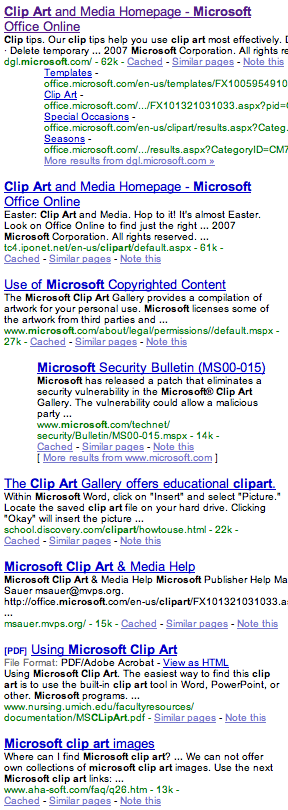 Clip Art and Media Homepage - Microsoft
Office Online
Clip tips. Our clip tips help you use clip art most effectively. D
· Delete temporary ... 2007 Microsoft Corporation. All rights re
dgl.microsoft.com/ - 62k - Cached - Similar pages - Note this
Templates -
office.microsoft.com/en-us/templates/FX1005954910
Clip Art -
office.microsoft.com/.../FX101321031033.aspx?pid=C
Special Occasions -
office.microsoft.com/en-us/clipart/results.aspx?Categ.
Seasons -
office.microsoft.com/.../results.aspx?CategoryID=CM7
More results from dgl.microsoft.com »
Clip Art and Media Homepage - Microsoft
Office Online
Easter: Clip Art and Media. Hop to it! It's almost Easter.
Look on Office Online to find just the right ... 2007
Microsoft Corporation. All rights reserved. ...
tc4.iponet.net/en-us/clipart/default.aspx - 61k -
Cached - Similar pages - Note this
Use of Microsoft Copyrighted Content
The Microsoft Clip Art Gallery provides a compilation of
artwork for your personal use. Microsoft licenses some of
the artwork from third parties and ...
www.microsoft.com/about/legal/permissions//default.mspx -
27k - Cached - Similar pages - Note this
Microsoft Security Bulletin (MS00-015)
Microsoft has released a patch that eliminates a
security vulnerability in the Microsoft® Clip Art
Gallery. The vulnerability could allow a malicious
party ...
www.microsoft.com/technet/
security/Bulletin/MS00-015.mspx - 14k -
Cached - Similar pages - Note this
[ More results from www.microsoft.com ]
The Clip Art Gallery offers educational clipart.
Within Microsoft Word, click on "Insert" and select "Picture."
Locate the saved clip art file on your hard drive. Clicking
"Okay" will insert the picture ...
school.discovery.com/clipart/howtouse.html - 22k -
Cached - Similar pages - Note this
Microsoft Clip Art & Media Help
Microsoft Clip Art & Media Help Microsoft Publisher Help Ma
Sauer msauer@mvps.org.
http://office.microsoft.com/en-us/clipart/FX101321031033.as
...
msauer.mvps.org/ - 15k - Cached - Similar pages - Note this
[PDF] Using Microsoft Clip Art
File Format: PDF/Adobe Acrobat - View as HTML
Using Microsoft Clip Art. The easiest way to find this clip
art is to use the built-in clip art tool in Word, PowerPoint, or
other. Microsoft programs. ...
www.nursing.umich.edu/facultyresources/
documentation/MSCLipArt.pdf - Similar pages - Note this
Microsoft clip art images
Where can I find Microsoft clip art? ... We can not offer
own collections of microsoft clip art images. Use the next
Microsoft clip art links: ...
www.aha-soft.com/faq/q26.htm - 13k -
Cached - Similar pages - Note this